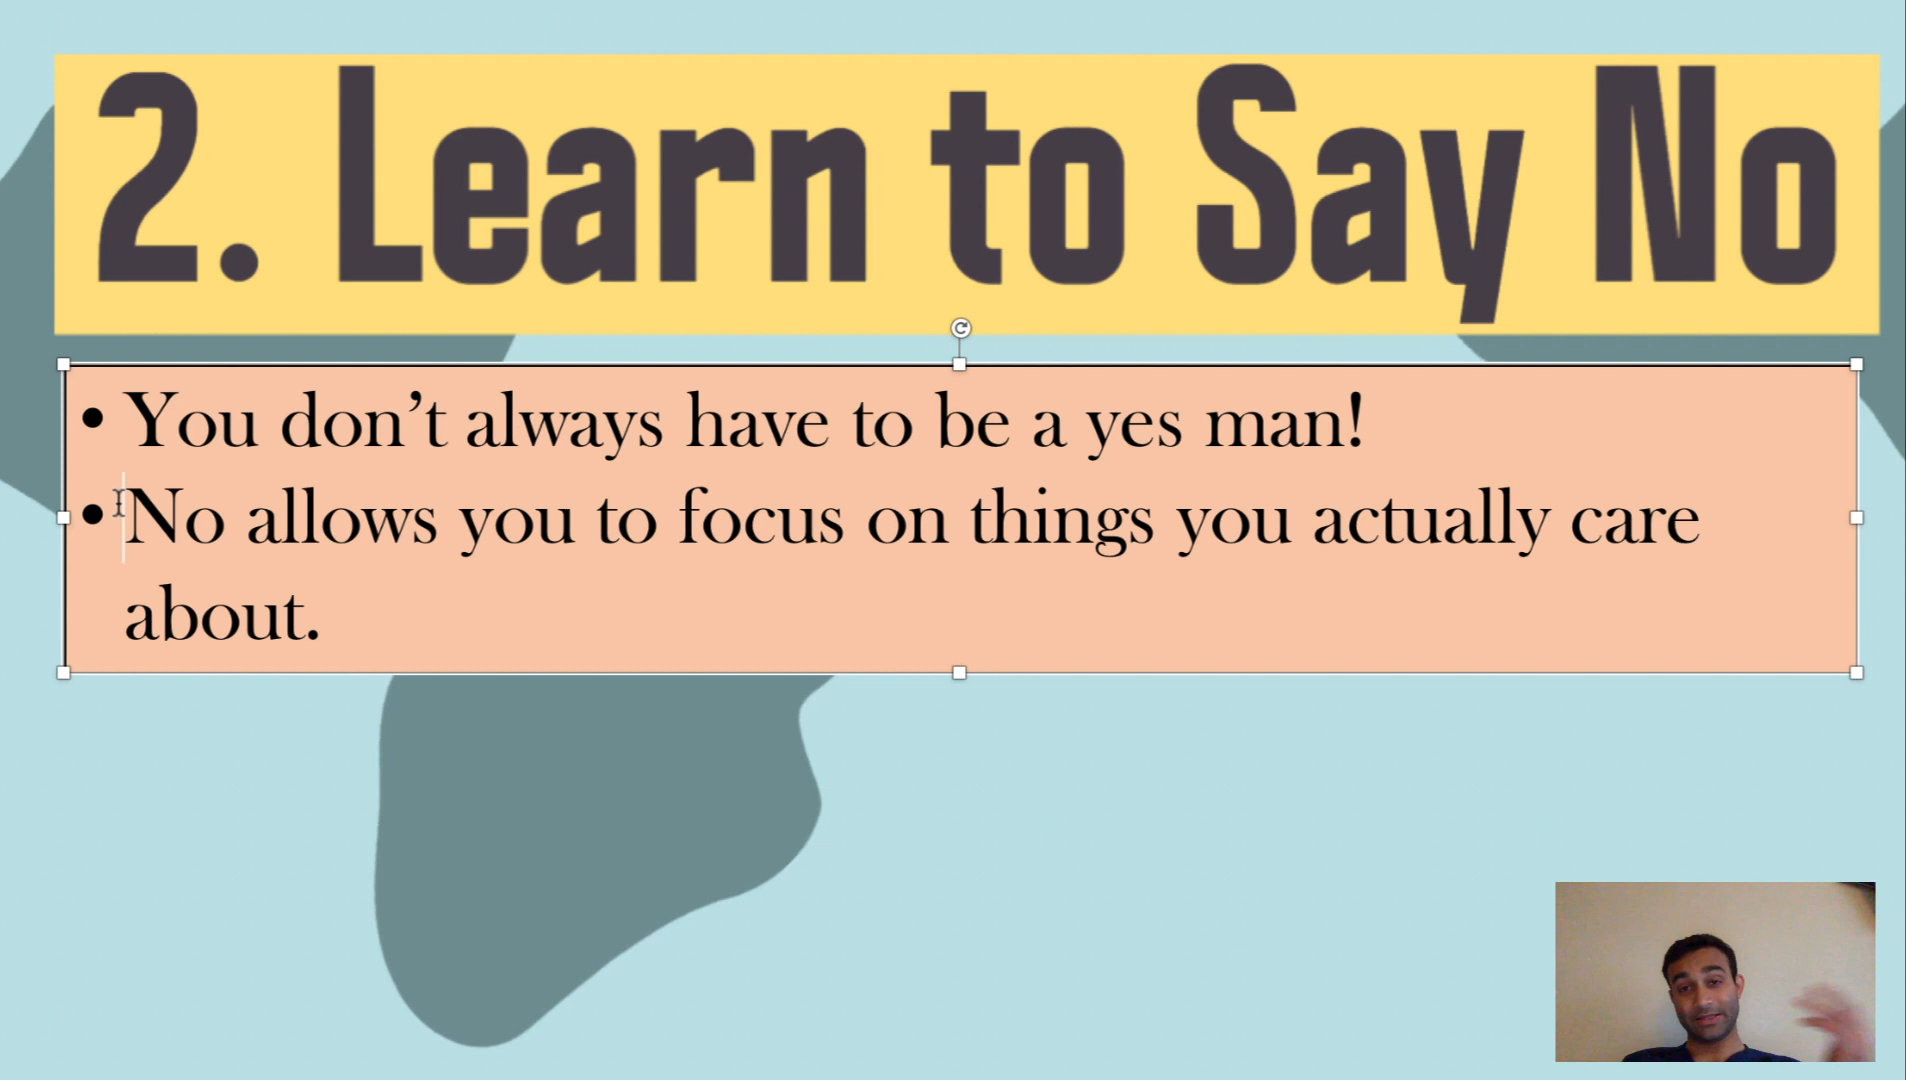 2. Learn to Say No
• You don’t always have to be a yes man!
• No allows you to focus on things you actually care
about.